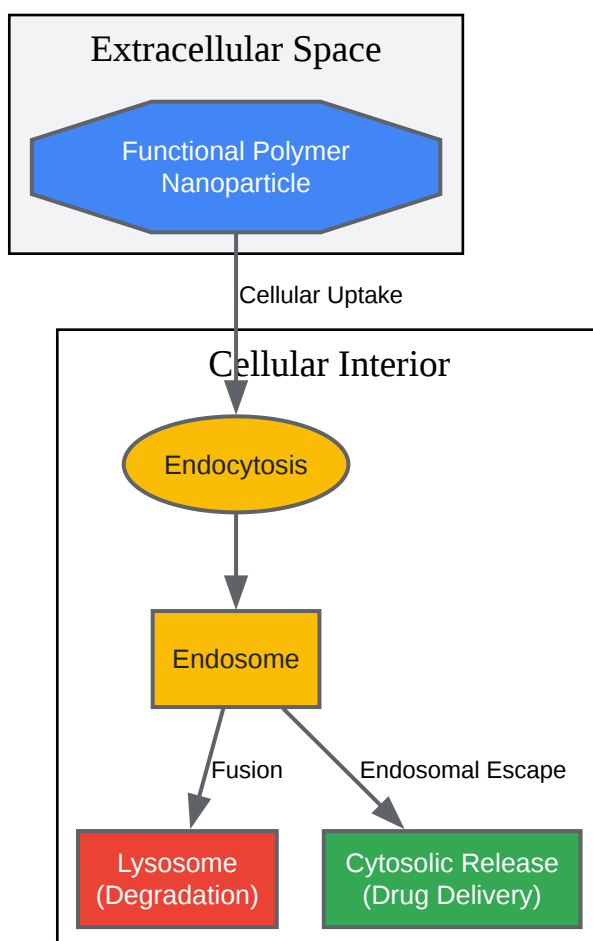 Extracellular Space
Functional Polymer
Nanoparticle
Cellular Uptake
Cellular Interior
Endocytosis
Endosome
Fusion
Endosomal Escape
Lysosome
(Degradation)
Cytosolic Release
(Drug Delivery)